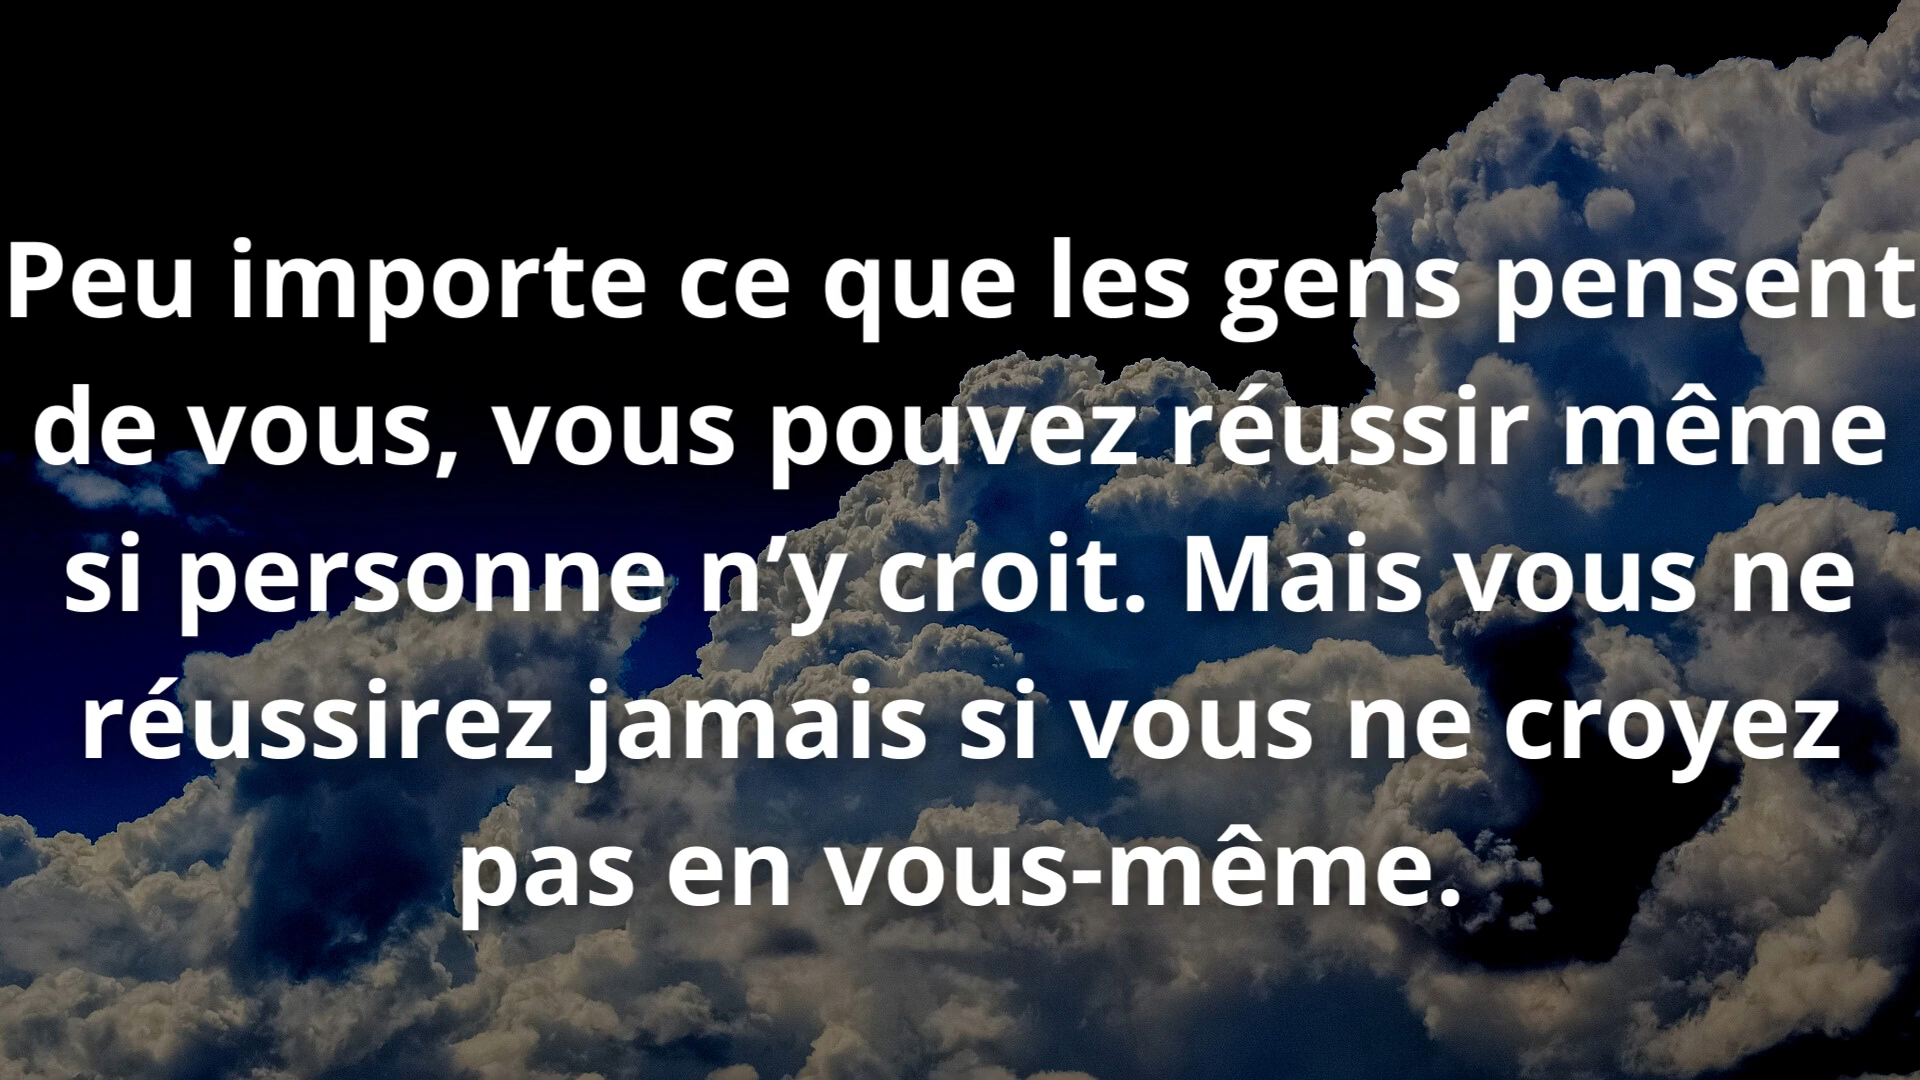 Peu importe ce que les gens pensent
de vous, vous pouvez réussir même
si personne n’y croit. Mais vous ne
réussirez jamais si vous ne croyez
pas en vous-même.